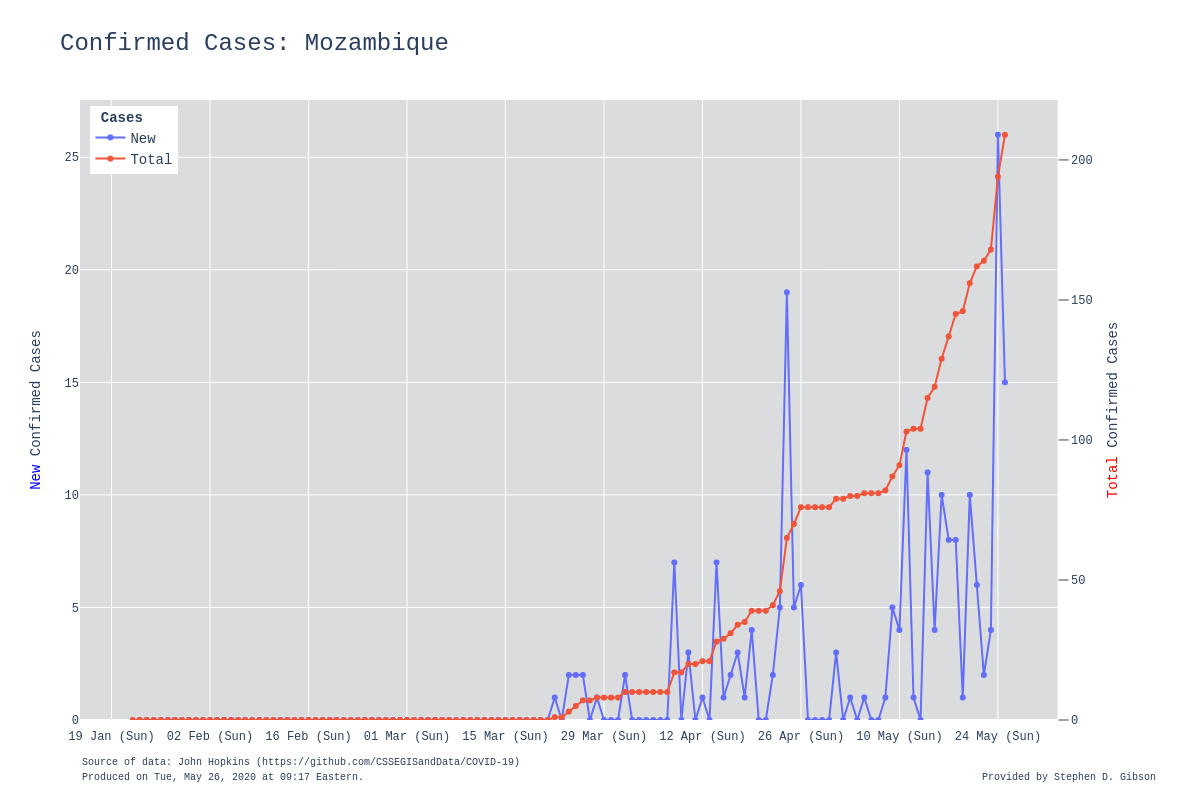 Confirmed Cases: Mozambique
Cases
New
Total
25
20
15
10
5
0
200
150
100
50
0
New Confirmed Cases
Total Confirmed Cases
19 Jan (Sun) 02 Feb (Sun) 16 Feb (Sun) 01 Mar (Sun) 15 Mar (Sun) 29 Mar (Sun) 12 Apr (Sun) 26 Apr (Sun) 10 May (Sun) 24 May (Sun)
Source of data: John Hopkins (https://github.com/CSSEGISandData/COVID-19)
Produced on Tue, May 26, 2020 at 09:17 Eastern.
Provided by Stephen D. Gibson